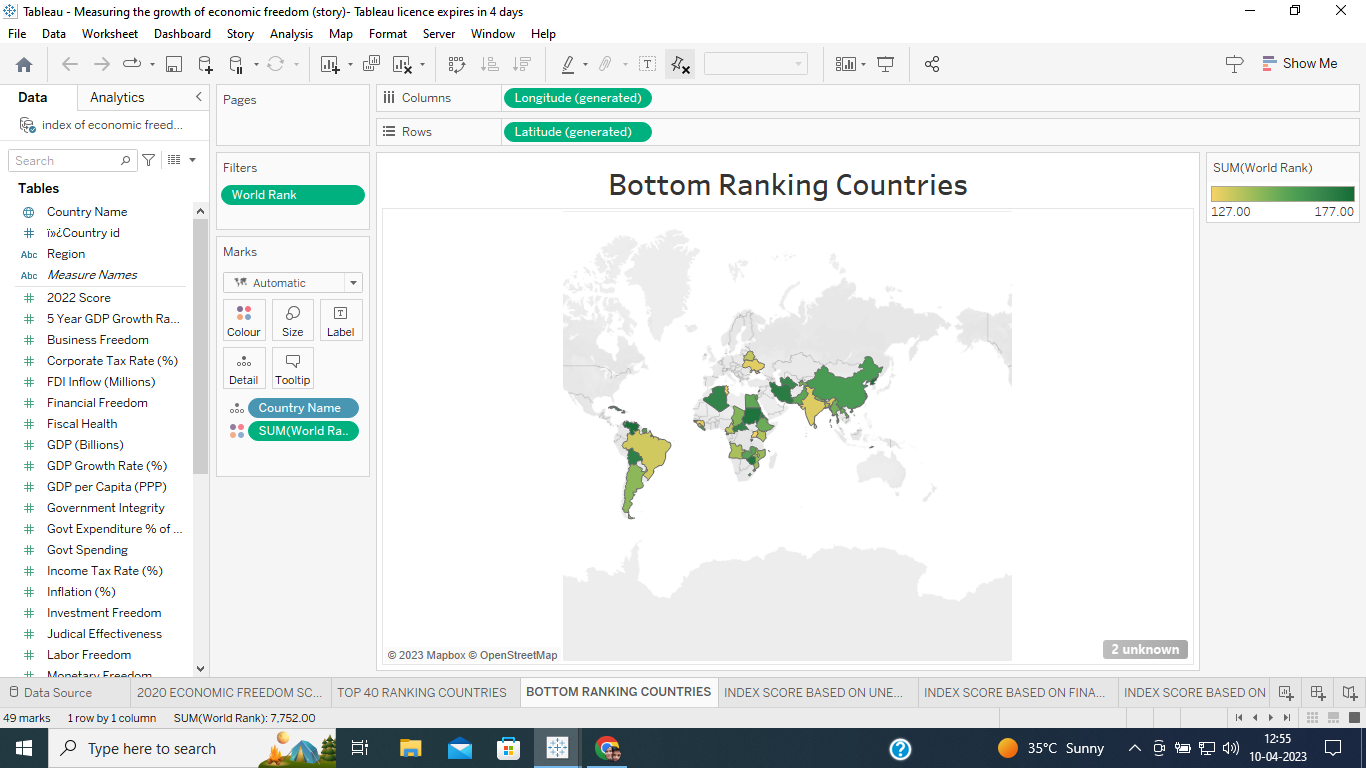 Tableau - Measuring the growth of economic freedom (story)- Tableau licence expires in 4 days
File Data Worksheet Dashboard Story Analysis Map Format Server Window Help
Show Me
Data Analytics
index of economic freed...
Search
Tables
Country Name
ï»¿Country id
Abc Region
Abc Measure Names
2022 Score
5 Year GDP Growth Ra...
Business Freedom
Corporate Tax Rate (%)
FDI Inflow (Millions)
Financial Freedom
Fiscal Health
GDP (Billions)
GDP Growth Rate (%)
GDP per Capita (PPP)
Government Integrity
Govt Expenditure % of ...
Govt Spending
Income Tax Rate (%)
Inflation (%)
Investment Freedom
Judical Effectiveness
Labor Freedom
Monetary Freedom
Pages
Filters
World Rank
Marks
Automatic
Colour Size Label
Detail Tooltip
Country Name
SUM(World Ra..
Columns Longitude (generated)
Rows Latitude (generated)
Bottom Ranking Countries
© 2023 Mapbox © OpenStreetMap
2 unknown
SUM(World Rank)
127.00 177.00
Data Source 2020 ECONOMIC FREEDOM SC... TOP 40 RANKING COUNTRIES BOTTOM RANKING COUNTRIES INDEX SCORE BASED ON UNE... INDEX SCORE BASED ON FINA... INDEX SCORE BASED ON
49 marks 1 row by 1 column SUM(World Rank): 7,752.00
Type here to search
35°C Sunny
12:55
10-04-2023